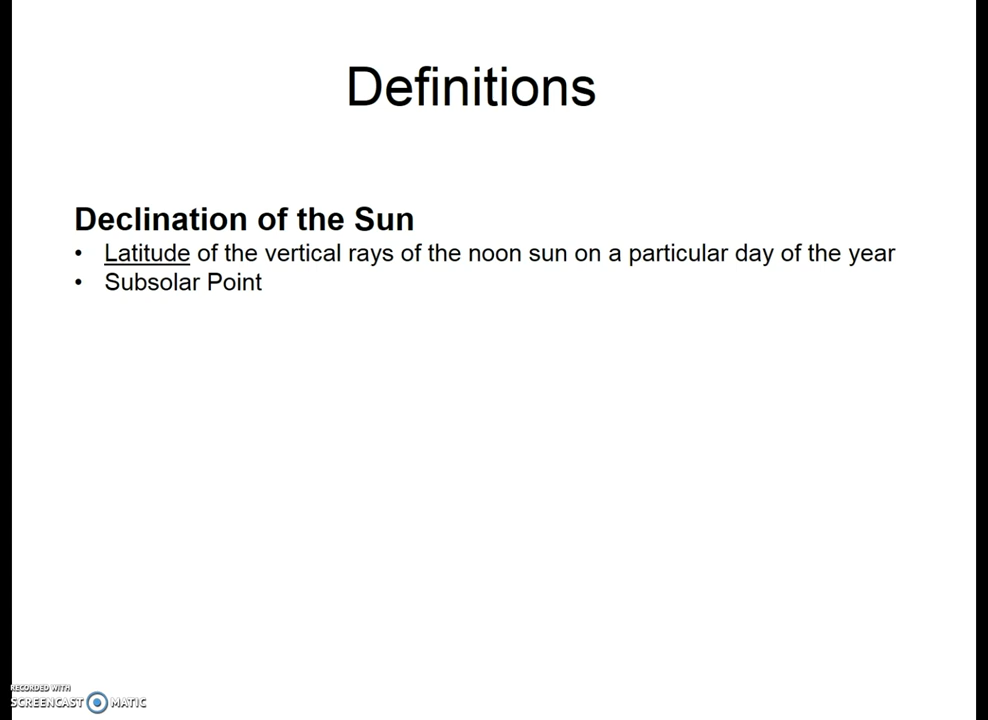 Definitions
Declination of the Sun
• Latitude of the vertical rays of the noon sun on a particular day of the year
• Subsolar Point
RECORDED WITH
SCREENCAST MATIC